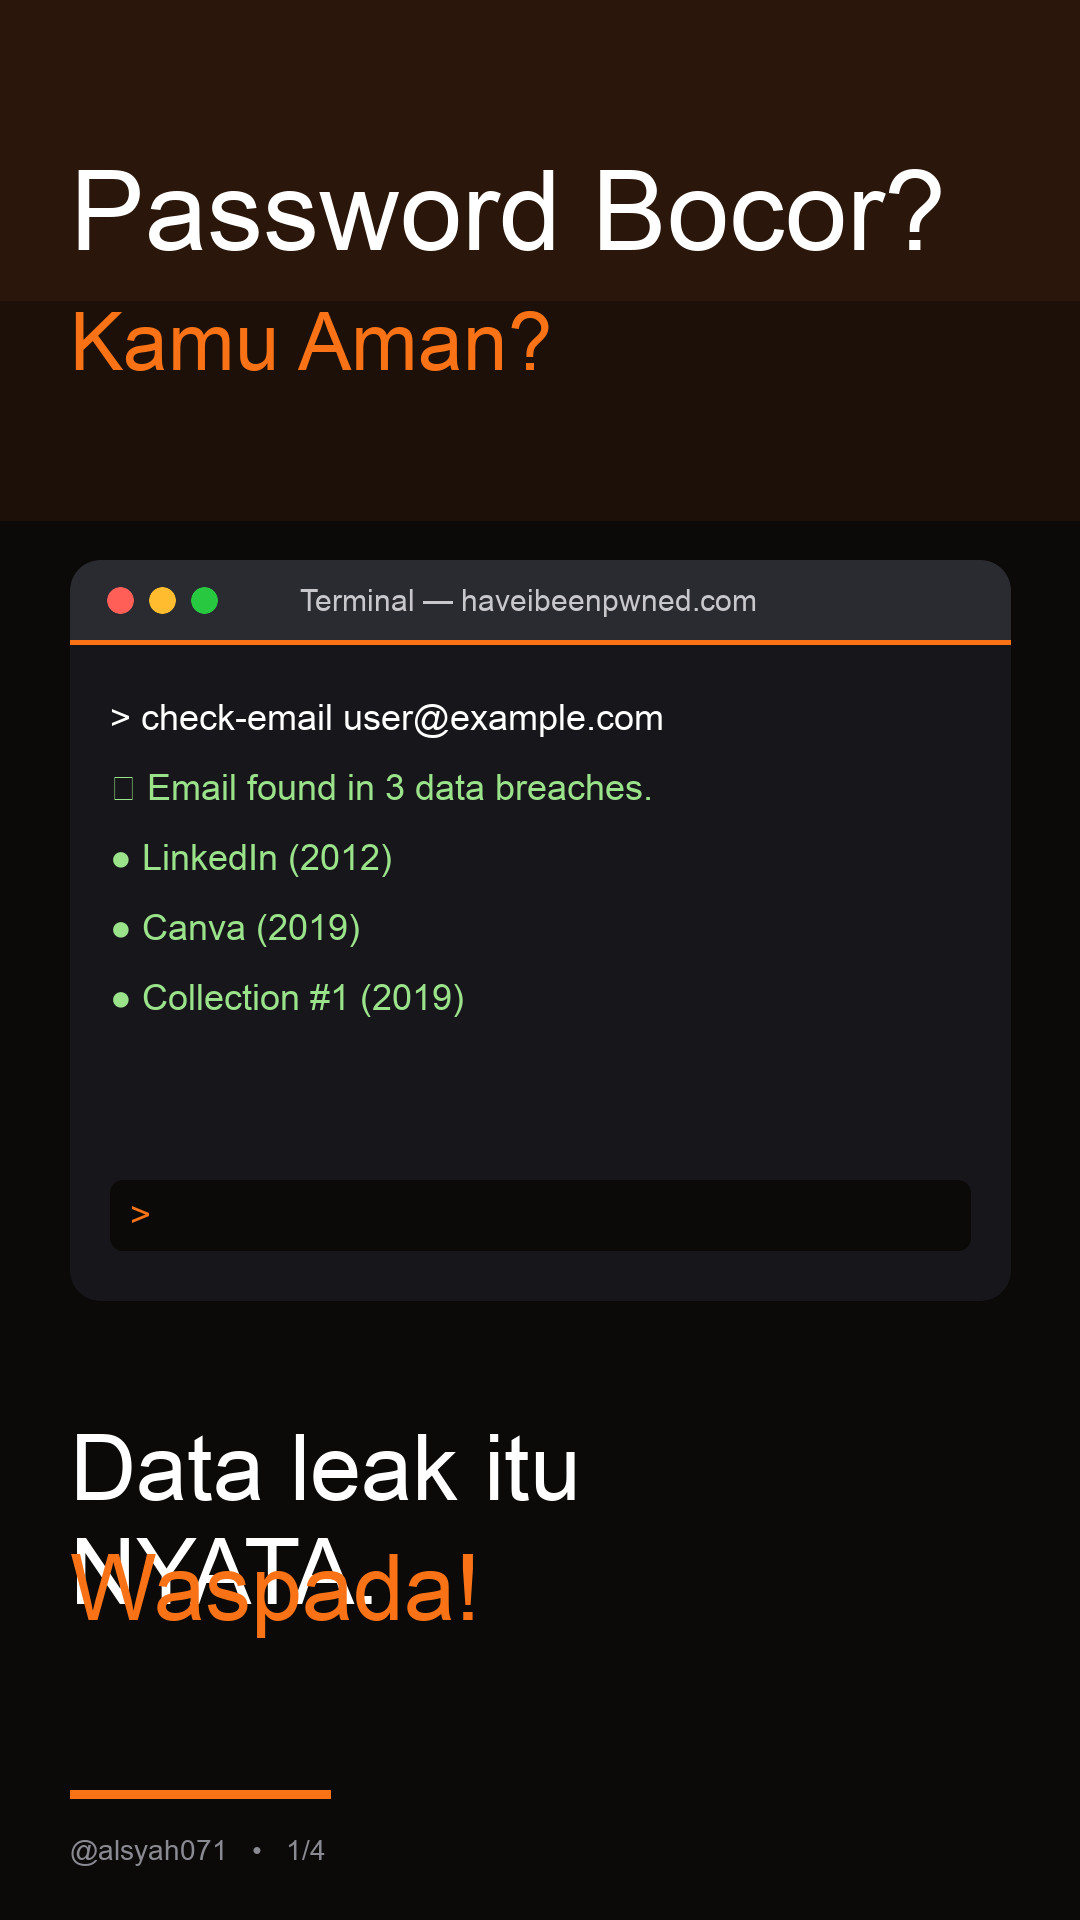 Password Bocor?
Kamu Aman?
Terminal — haveibeenpwned.com
> check-email user@example.com
□ Email found in 3 data breaches.
● LinkedIn (2012)
● Canva (2019)
● Collection #1 (2019)
>
Data leak itu
NYATA.
Waspada!
@alsyah071 • 1/4